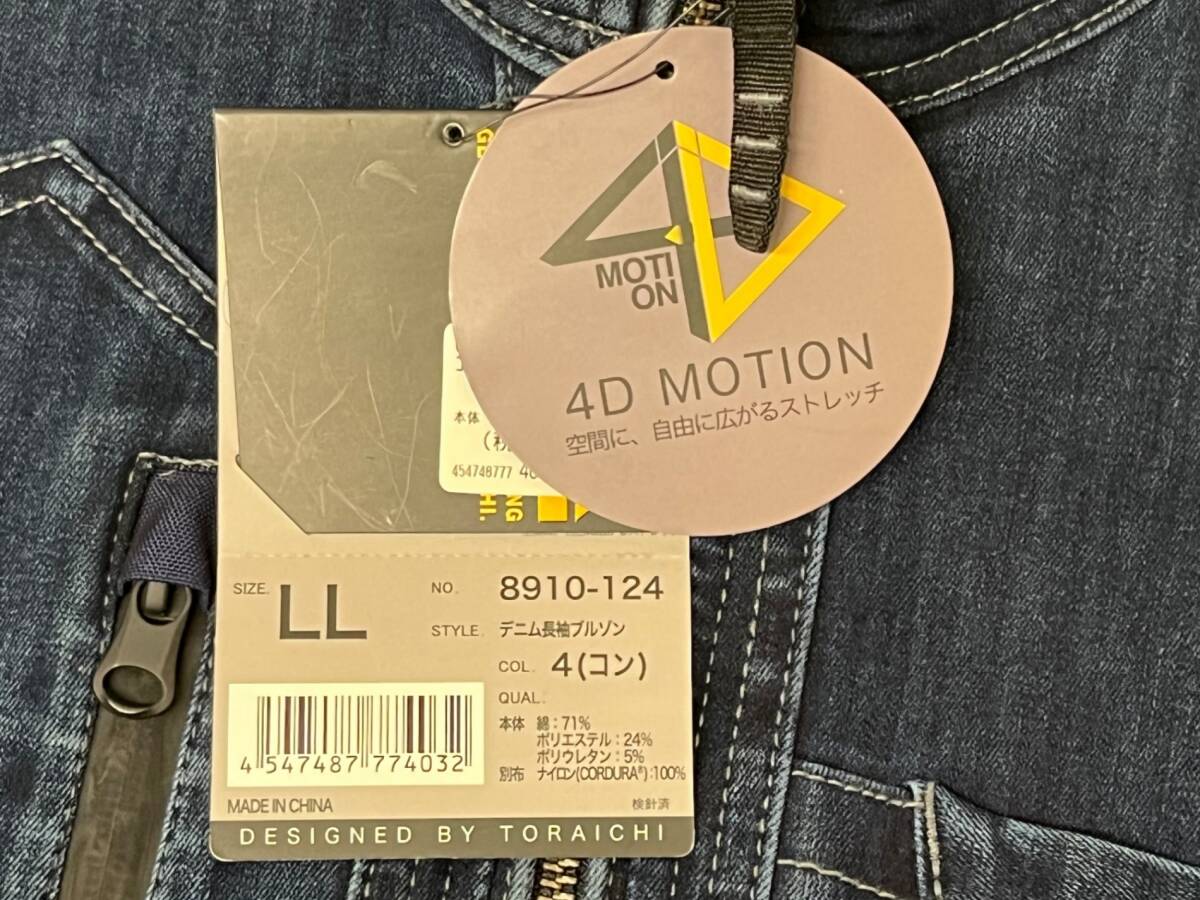 MOTI
ON
4D MOTION
空間に、自由に広がるストレッチ
本体
454748777
NG
HI.
SIZE. LL
NO. 8910-124
STYLE. デニム長袖ブルゾン
COL. 4(コン)
QUAL.
本体 綿:71%
ポリエステル:24%
ポリウレタン:5%
別布 ナイロン(CORDURA®):100%
4 547487 774032
MADE IN CHINA
検針済
DESIGNED BY TORAICHI